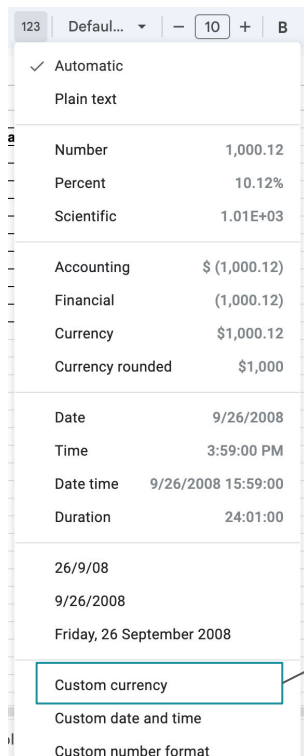 123 Defaul... − 10 + B
Automatic
Plain text
Number 1,000.12
Percent 10.12%
Scientific 1.01E+03
Accounting $ (1,000.12)
Financial (1,000.12)
Currency $1,000.12
Currency rounded $1,000
Date 9/26/2008
Time 3:59:00 PM
Date time 9/26/2008 15:59:00
Duration 24:01:00
26/9/08
9/26/2008
Friday, 26 September 2008
Custom currency
Custom date and time
Custom number format